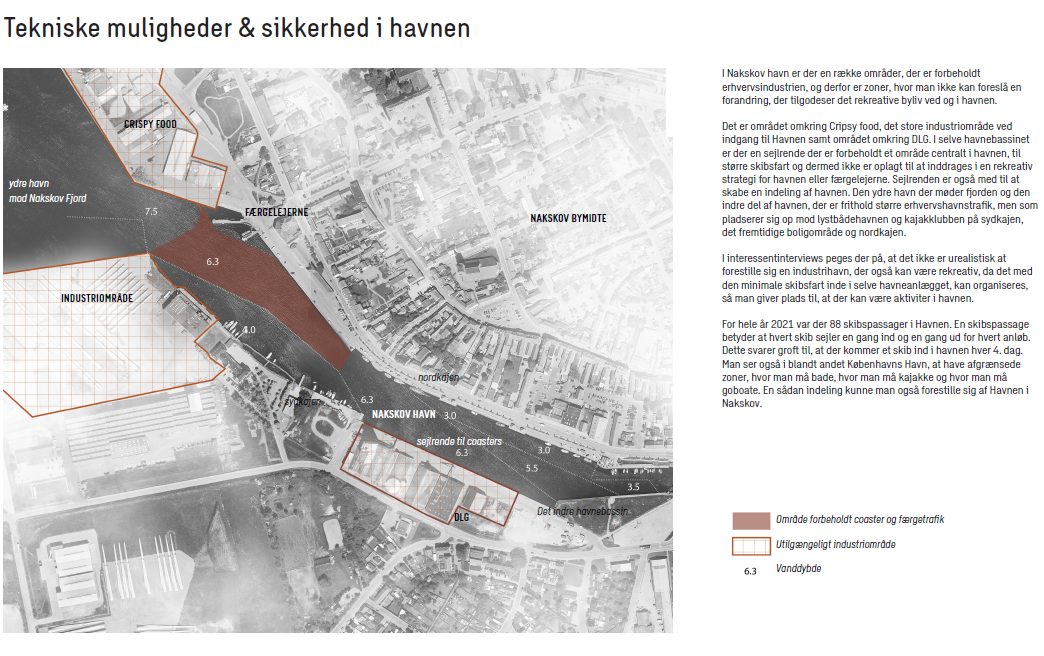 Tekniske muligheder & sikkerhed i havnen
CRISPY FOOD
ydre havn
mod Nakskov Fjord
7.5
FÆRGELEJERNE
NAKSKOV BYMIDTE
6.3
INDUSTRIOMRÅDE
4.0
nordkajen
sydkajen
6.3
NAKSKOV HAVN
3.0
sejlrende til coasters
6.3
3.0
5.5
3.5
DLG
Det indre havnebassin
I Nakskov havn er der en række områder, der er forbeholdt
erhvervsindustrien, og derfor er zoner, hvor man ikke kan foreslå en
forandring, der tilgodeser det rekreative byliv ved og i havnen.
Det er området omkring Cripsy food, det store industriområde ved
indgang til Havnen samt området omkring DLG. I selve havnebassinet
er der en sejlrende der er forbeholdt et område centralt i havnen, til
større skibsfart og dermed ikke er oplagt til at inddrages i en rekreativ
strategi for havnen eller færgelejerne. Sejlrenden er også med til at
skabe en indeling af havnen. Den ydre havn der møder fjorden og den
indre del af havnen, der er frithold større erhvervshavnstrafik, men som
pladserer sig op mod lystbådehavnen og kajakklubben på sydkajen,
det fremtidige boligområde og nordkajen.
I interessentinterviews peges der på, at det ikke er urealistisk at
forestille sig en industrihavn, der også kan være rekreativ, da det med
den minimale skibsfart inde i selve havneanlægget, kan organiseres,
så man giver plads til, at der kan være aktiviter i havnen.
For hele år 2021 var der 88 skibspassager i Havnen. En skibspassage
betyder at hvert skib sejler en gang ind og en gang ud for hvert anløb.
Dette svarer groft til, at der kommer et skib ind i havnen hver 4. dag.
Man ser også i blandt andet Københavns Havn, at have afgrænsede
zoner, hvor man må bade, hvor man må kajakke og hvor man må
goboate. En sådan indeling kunne man også forestille sig af Havnen i
Nakskov.
Område forbeholdt coaster og færgetrafik
Utilgængeligt industriområde
6.3 Vanddybde